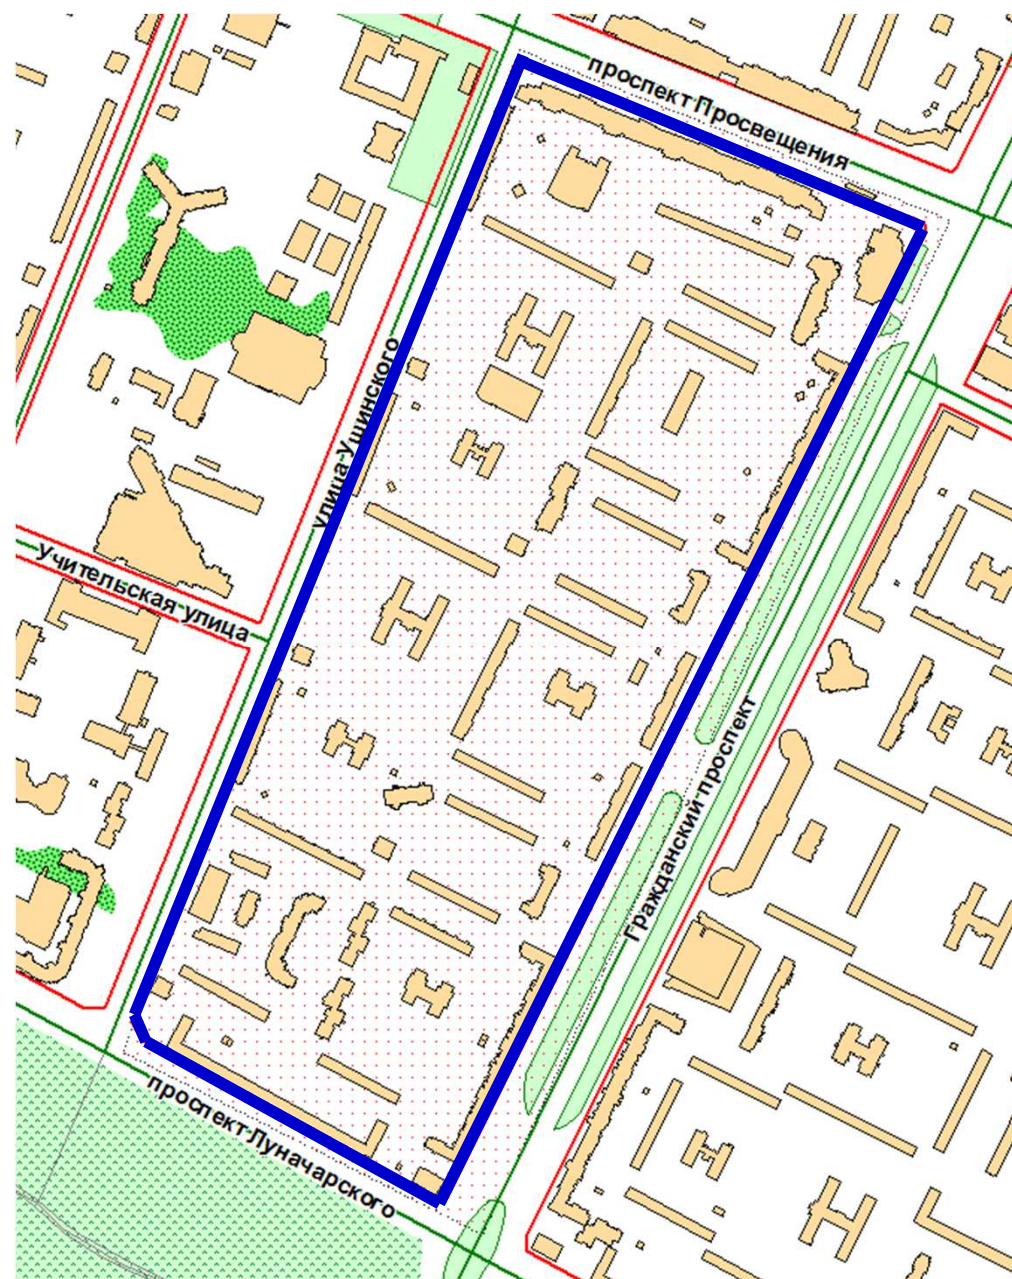 проспект Просвещения
улица Ушинского
Учительская улица
Гражданский проспект
проспект Луначарского